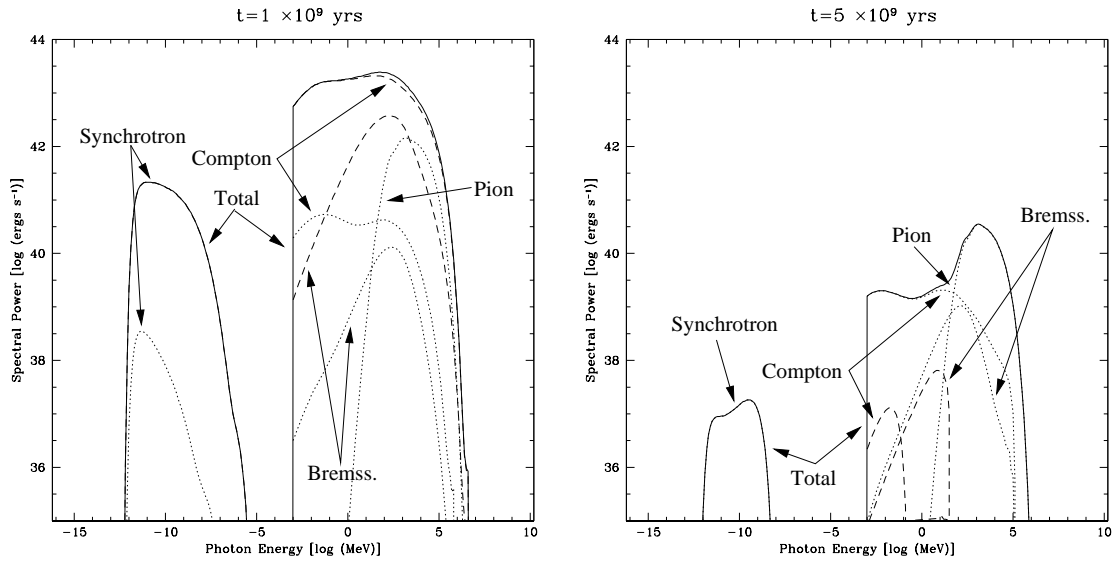 t=1 ×10⁹ yrs
44
42
40
38
36
Spectral Power [log (ergs s⁻¹)]
Synchrotron
Compton
Total
Pion
Bremss.
−15
−10
−5
0
5
10
Photon Energy [log (MeV)]
t=5 ×10⁹ yrs
44
42
40
38
36
Spectral Power [log (ergs s⁻¹)]
Bremss.
Pion
Synchrotron
Compton
Total
−15
−10
−5
0
5
10
Photon Energy [log (MeV)]